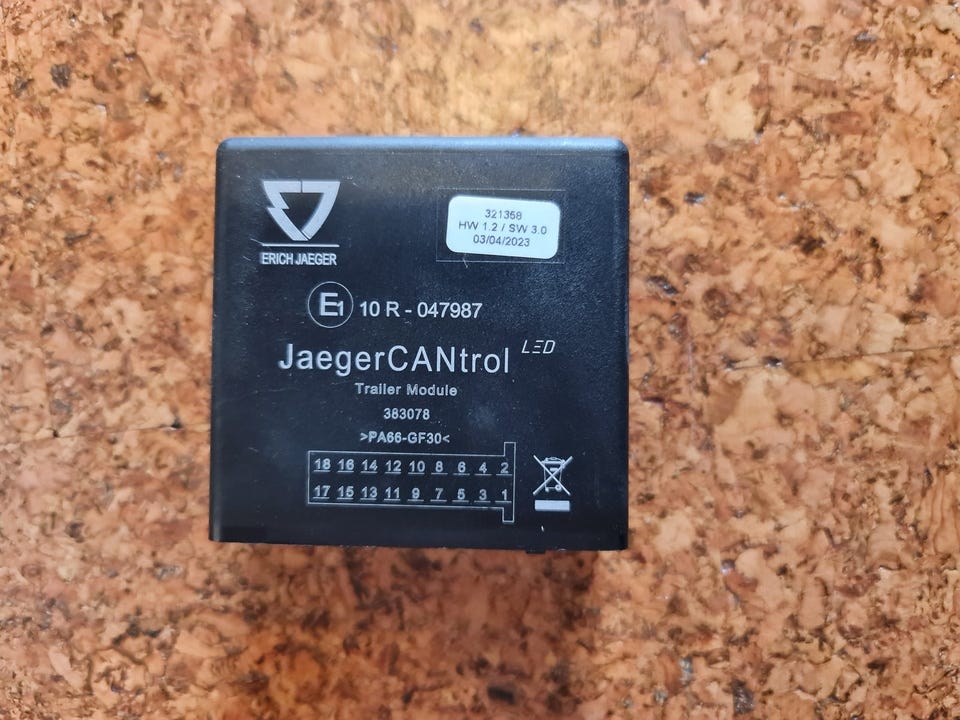 ERICH JAEGER
321358
HW 1.2 / SW 3.0
03/04/2023
E1 10 R - 047987
JaegerCANtrol LED
Trailer Module
383078
>PA66-GF30<
18 16 14 12 10 8 6 4 2
17 15 13 11 9 7 5 3 1